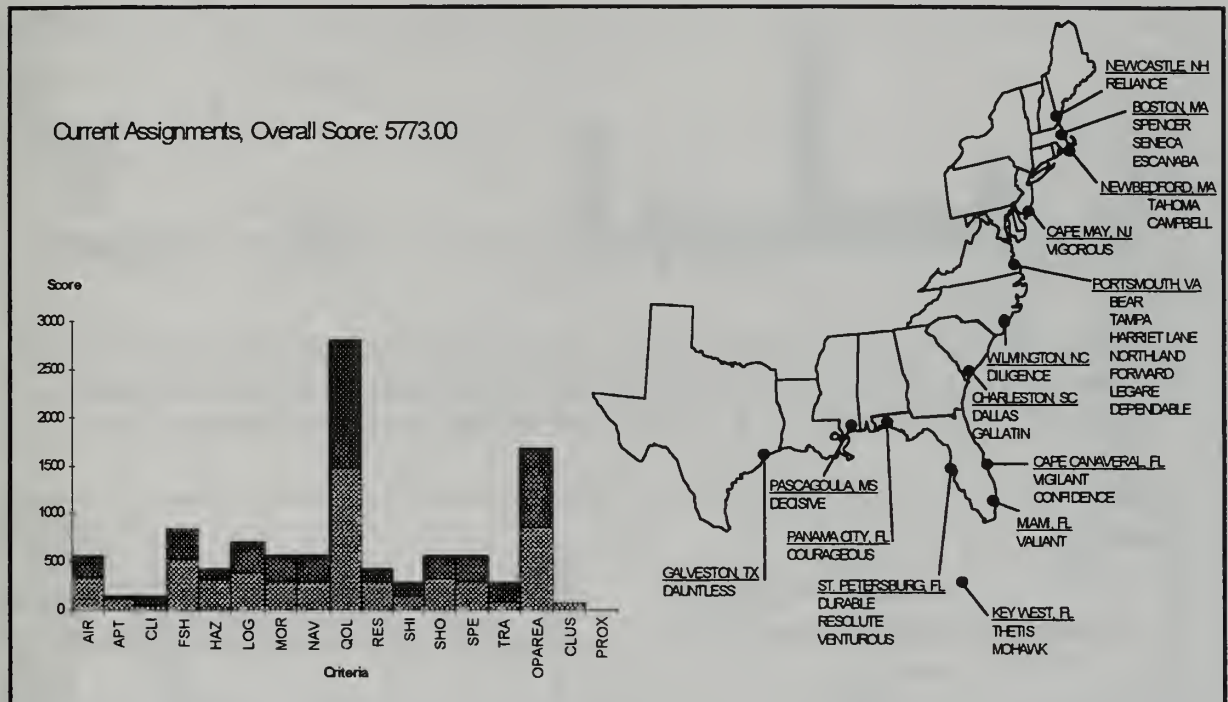 Current Assignments, Overall Score: 5773.00
Score
3000
2500
2000
1500
1000
500
0
AIR
APT
CLI
FSH
HAZ
LOG
MOR
NAV
QOL
RES
SHI
SHO
SPE
TRA
OPAREA
CLUS
PROX
Criteria
NEWCASTLE, NH
RELIANCE
BOSTON, MA
SPENCER
SENECA
ESCANABA
NEWBEDFORD, MA
TAHOMA
CAMPBELL
CAPE MAY, NJ
VIGOROUS
PORTSMOUTH, VA
BEAR
TAMPA
HARRIET LANE
NORTHLAND
FORWARD
LEGARE
DEPENDABLE
WILMINGTON, NC
DILIGENCE
CHARLESTON, SC
DALLAS
GALLATIN
CAPE CANAVERAL, FL
VIGILANT
CONFIDENCE
MIAMI, FL
VALIANT
PASCAGOULA, MS
DECISIVE
PANAMA CITY, FL
COURAGEOUS
GALVESTON, TX
DAUNTLESS
ST. PETERSBURG, FL
DURABLE
RESOLUTE
VENTUROUS
KEY WEST, FL
THETIS
MOHAWK